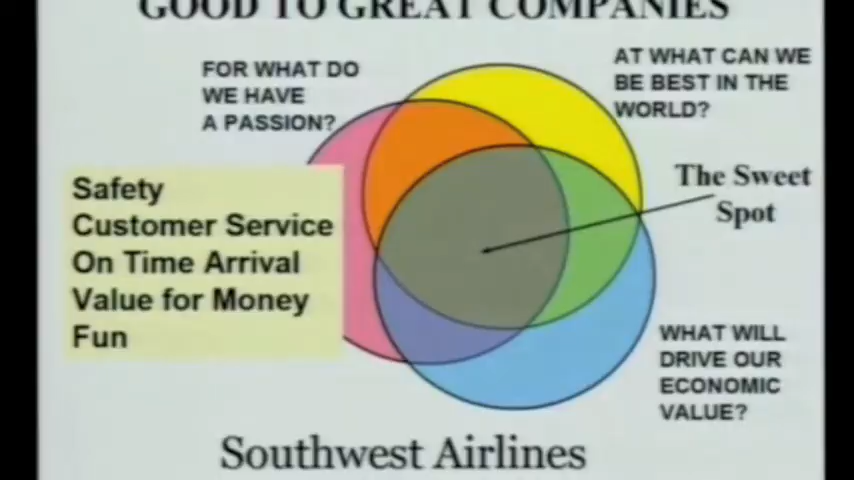 GOOD TO GREAT COMPANIES
FOR WHAT DO
WE HAVE
A PASSION?
AT WHAT CAN WE
BE BEST IN THE
WORLD?
The Sweet
Spot
Safety
Customer Service
On Time Arrival
Value for Money
Fun
WHAT WILL
DRIVE OUR
ECONOMIC
VALUE?
Southwest Airlines